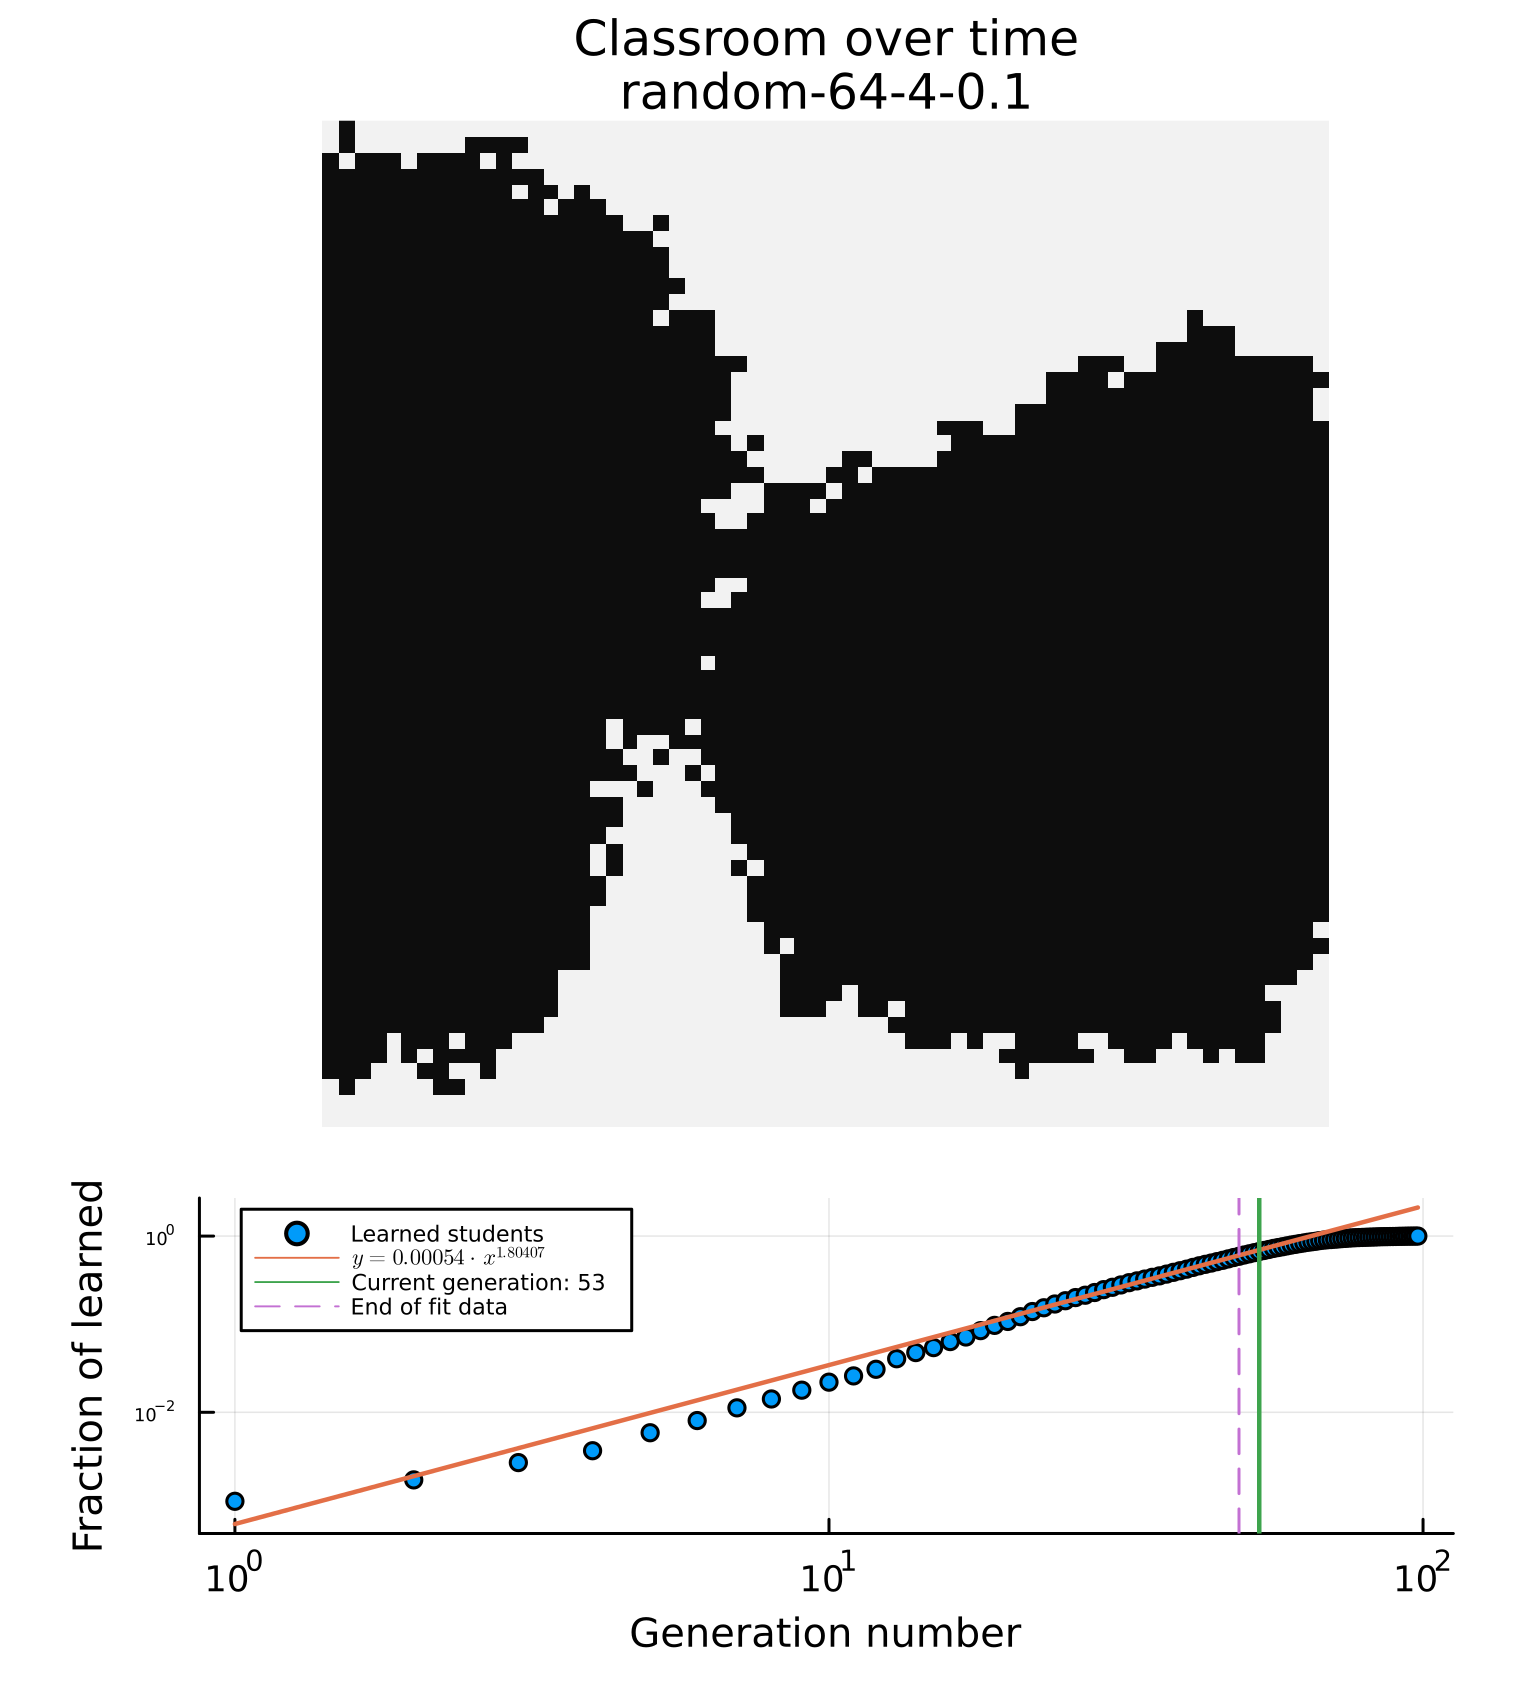 Classroom over time
random-64-4-0.1
Fraction of learned
10⁰
10⁻²
Learned students
y = 0.00054 · x^1.80407
Current generation: 53
End of fit data
10⁰
10¹
10²
Generation number